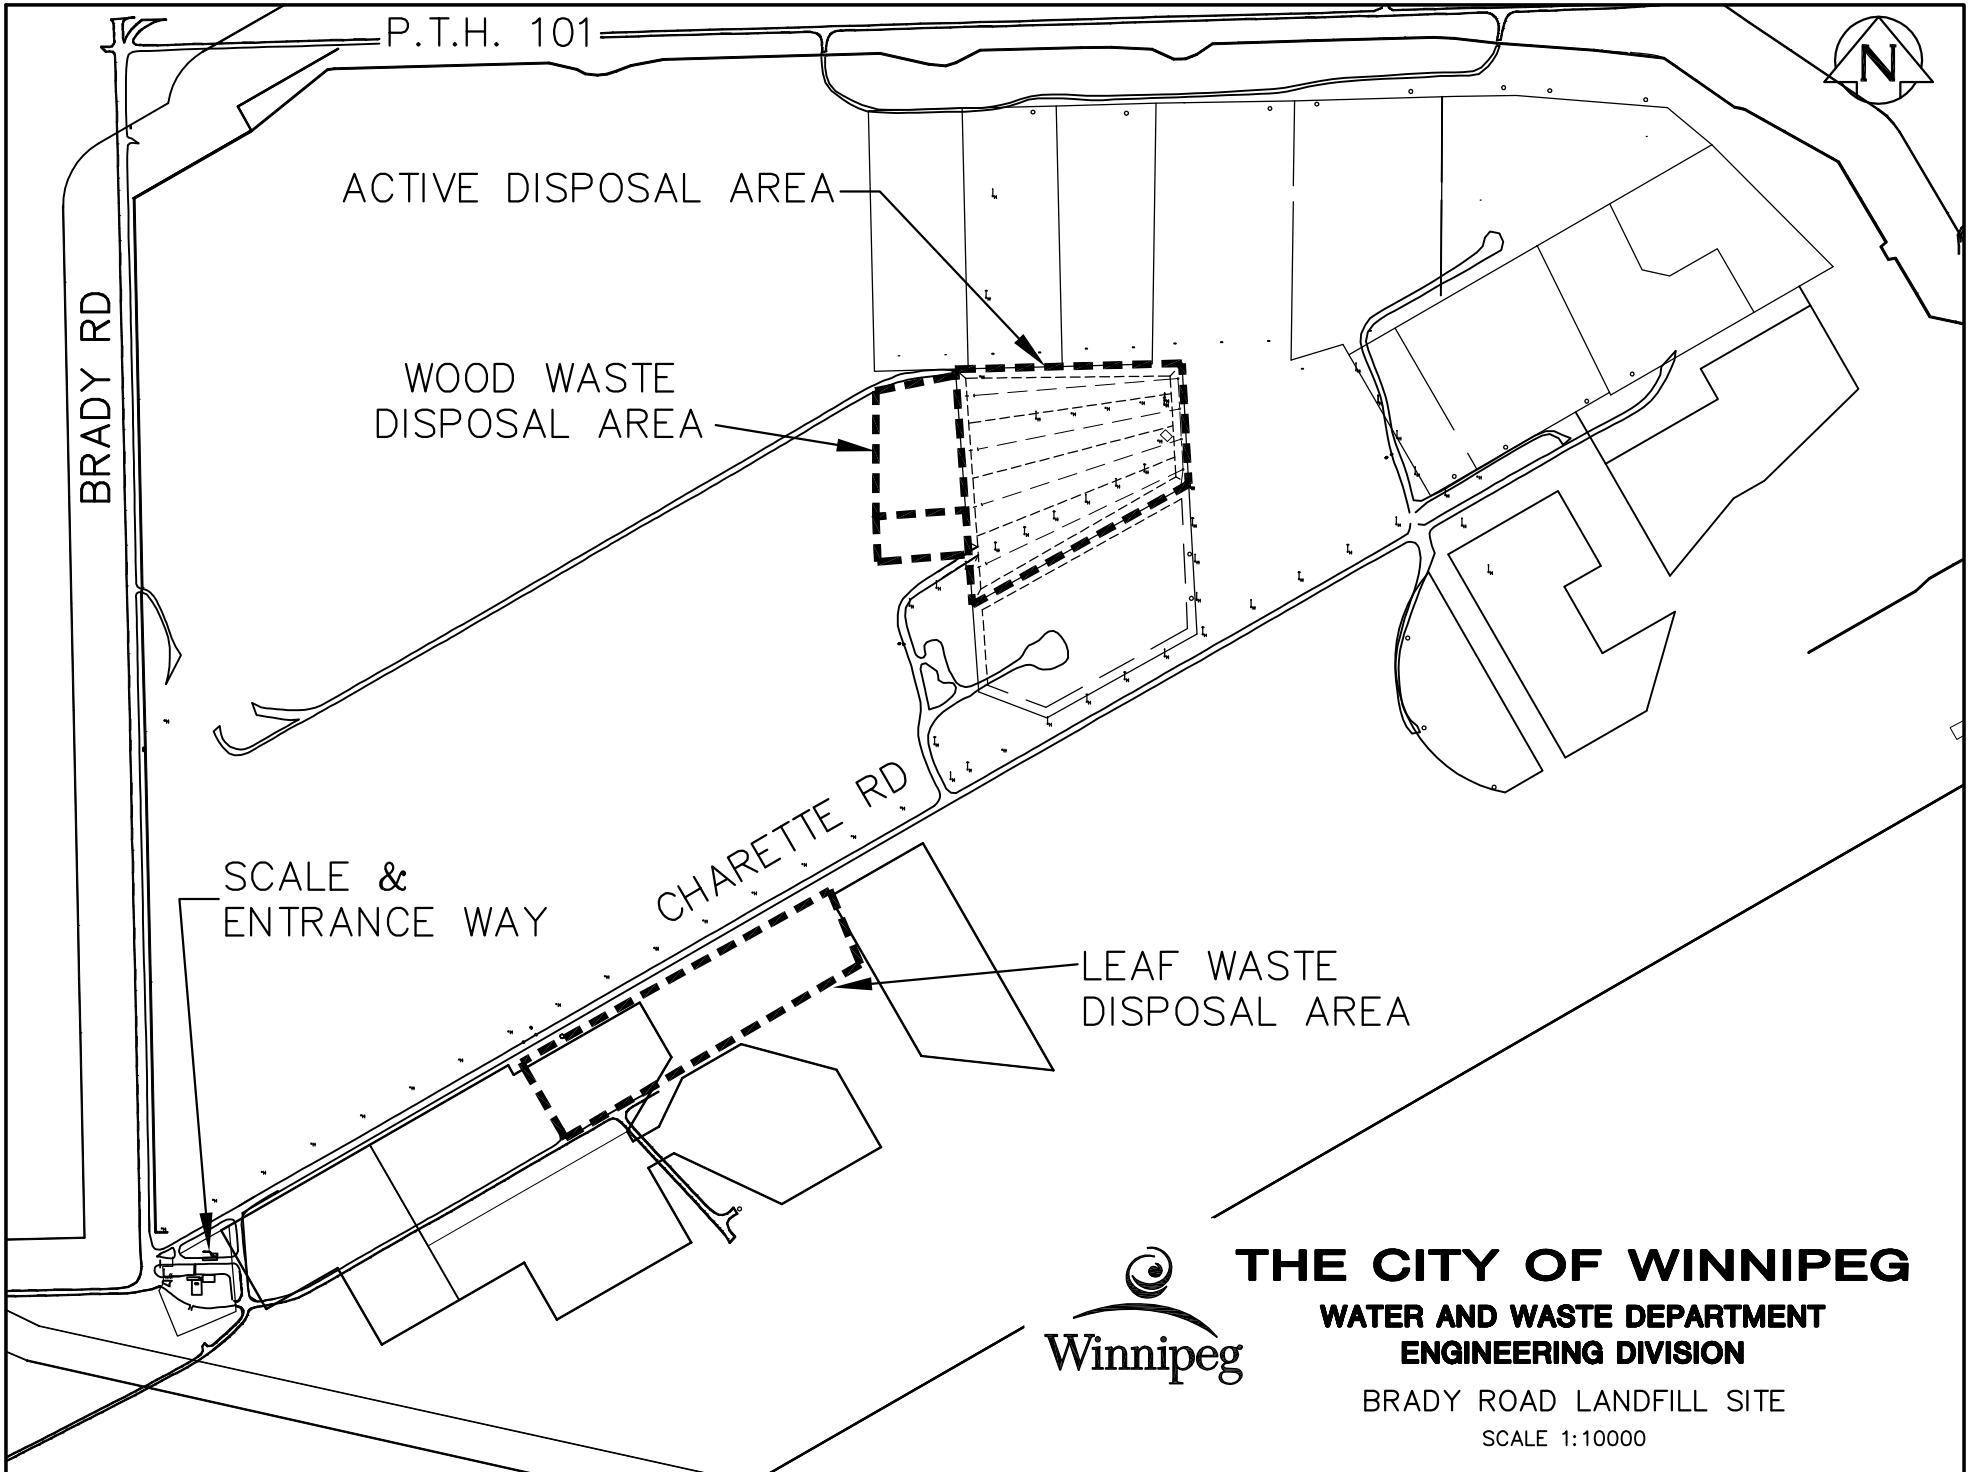 P.T.H. 101
N
ACTIVE DISPOSAL AREA
BRADY RD
WOOD WASTE
DISPOSAL AREA
CHARETTE RD
SCALE &
ENTRANCE WAY
LEAF WASTE
DISPOSAL AREA
Winnipeg
THE CITY OF WINNIPEG
WATER AND WASTE DEPARTMENT
ENGINEERING DIVISION
BRADY ROAD LANDFILL SITE
SCALE 1:10000